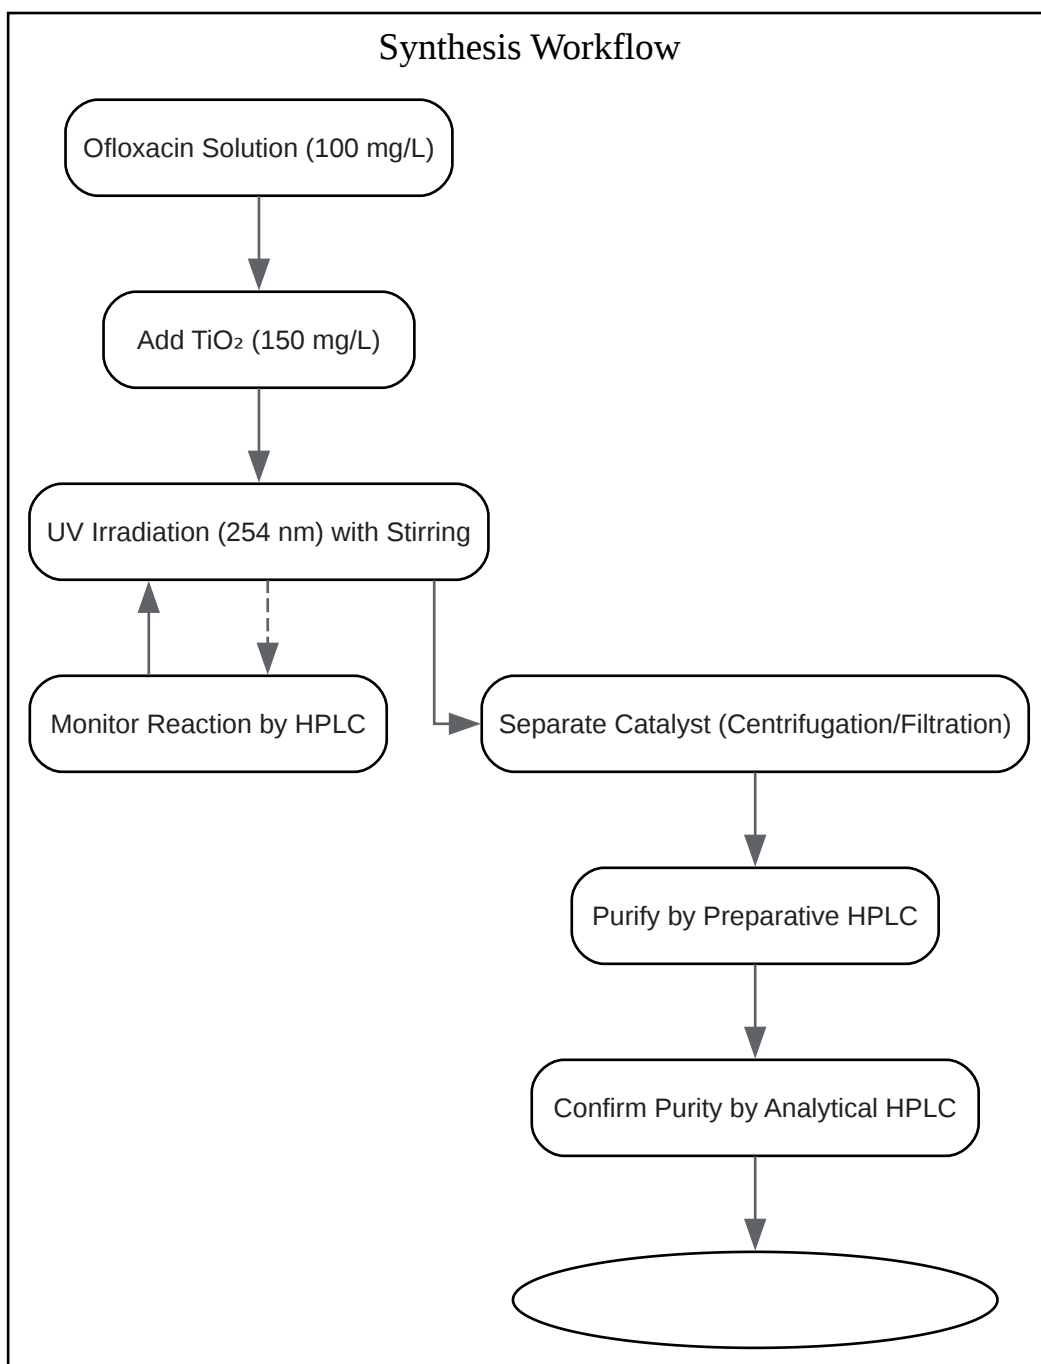 Synthesis Workflow
Ofloxacin Solution (100 mg/L)
Add TiO₂ (150 mg/L)
UV Irradiation (254 nm) with Stirring
Monitor Reaction by HPLC
Separate Catalyst (Centrifugation/Filtration)
Purify by Preparative HPLC
Confirm Purity by Analytical HPLC